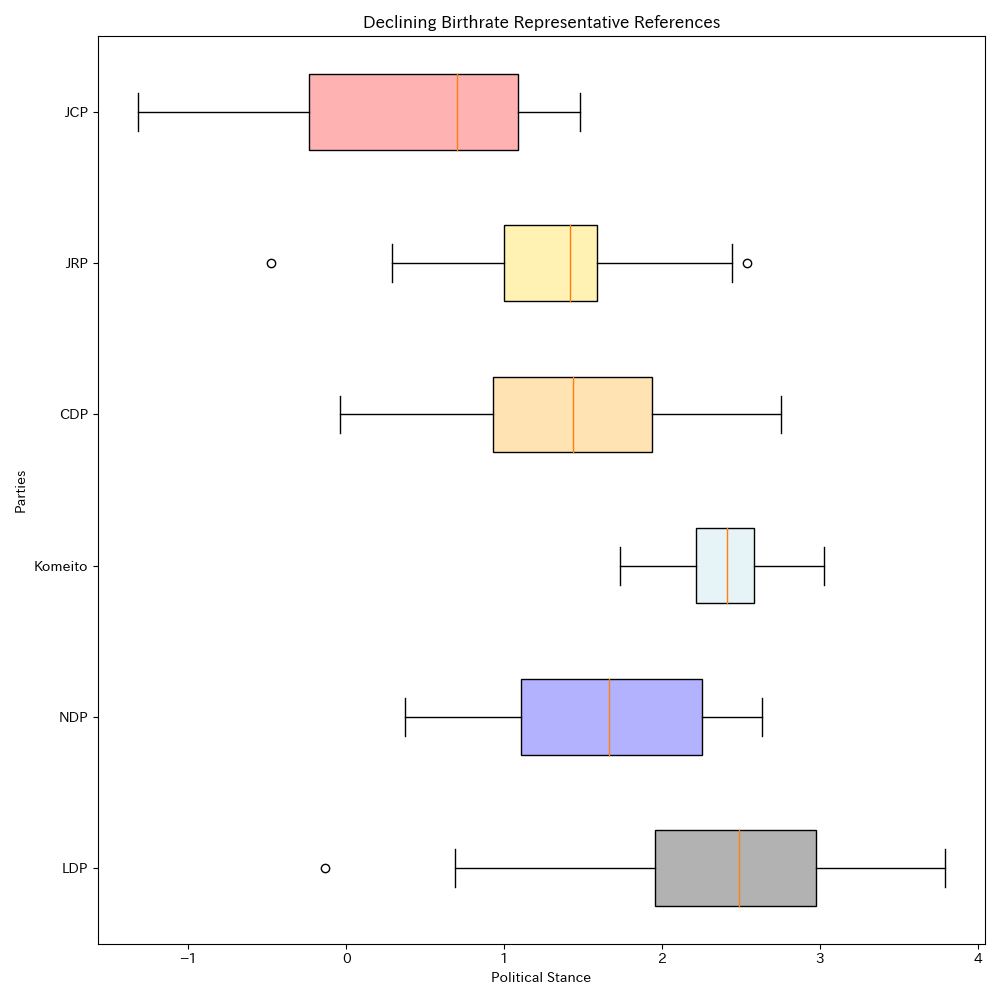 Declining Birthrate Representative References
JCP
JRP
CDP
Komeito
NDP
LDP
Parties
−1 0 1 2 3 4
Political Stance